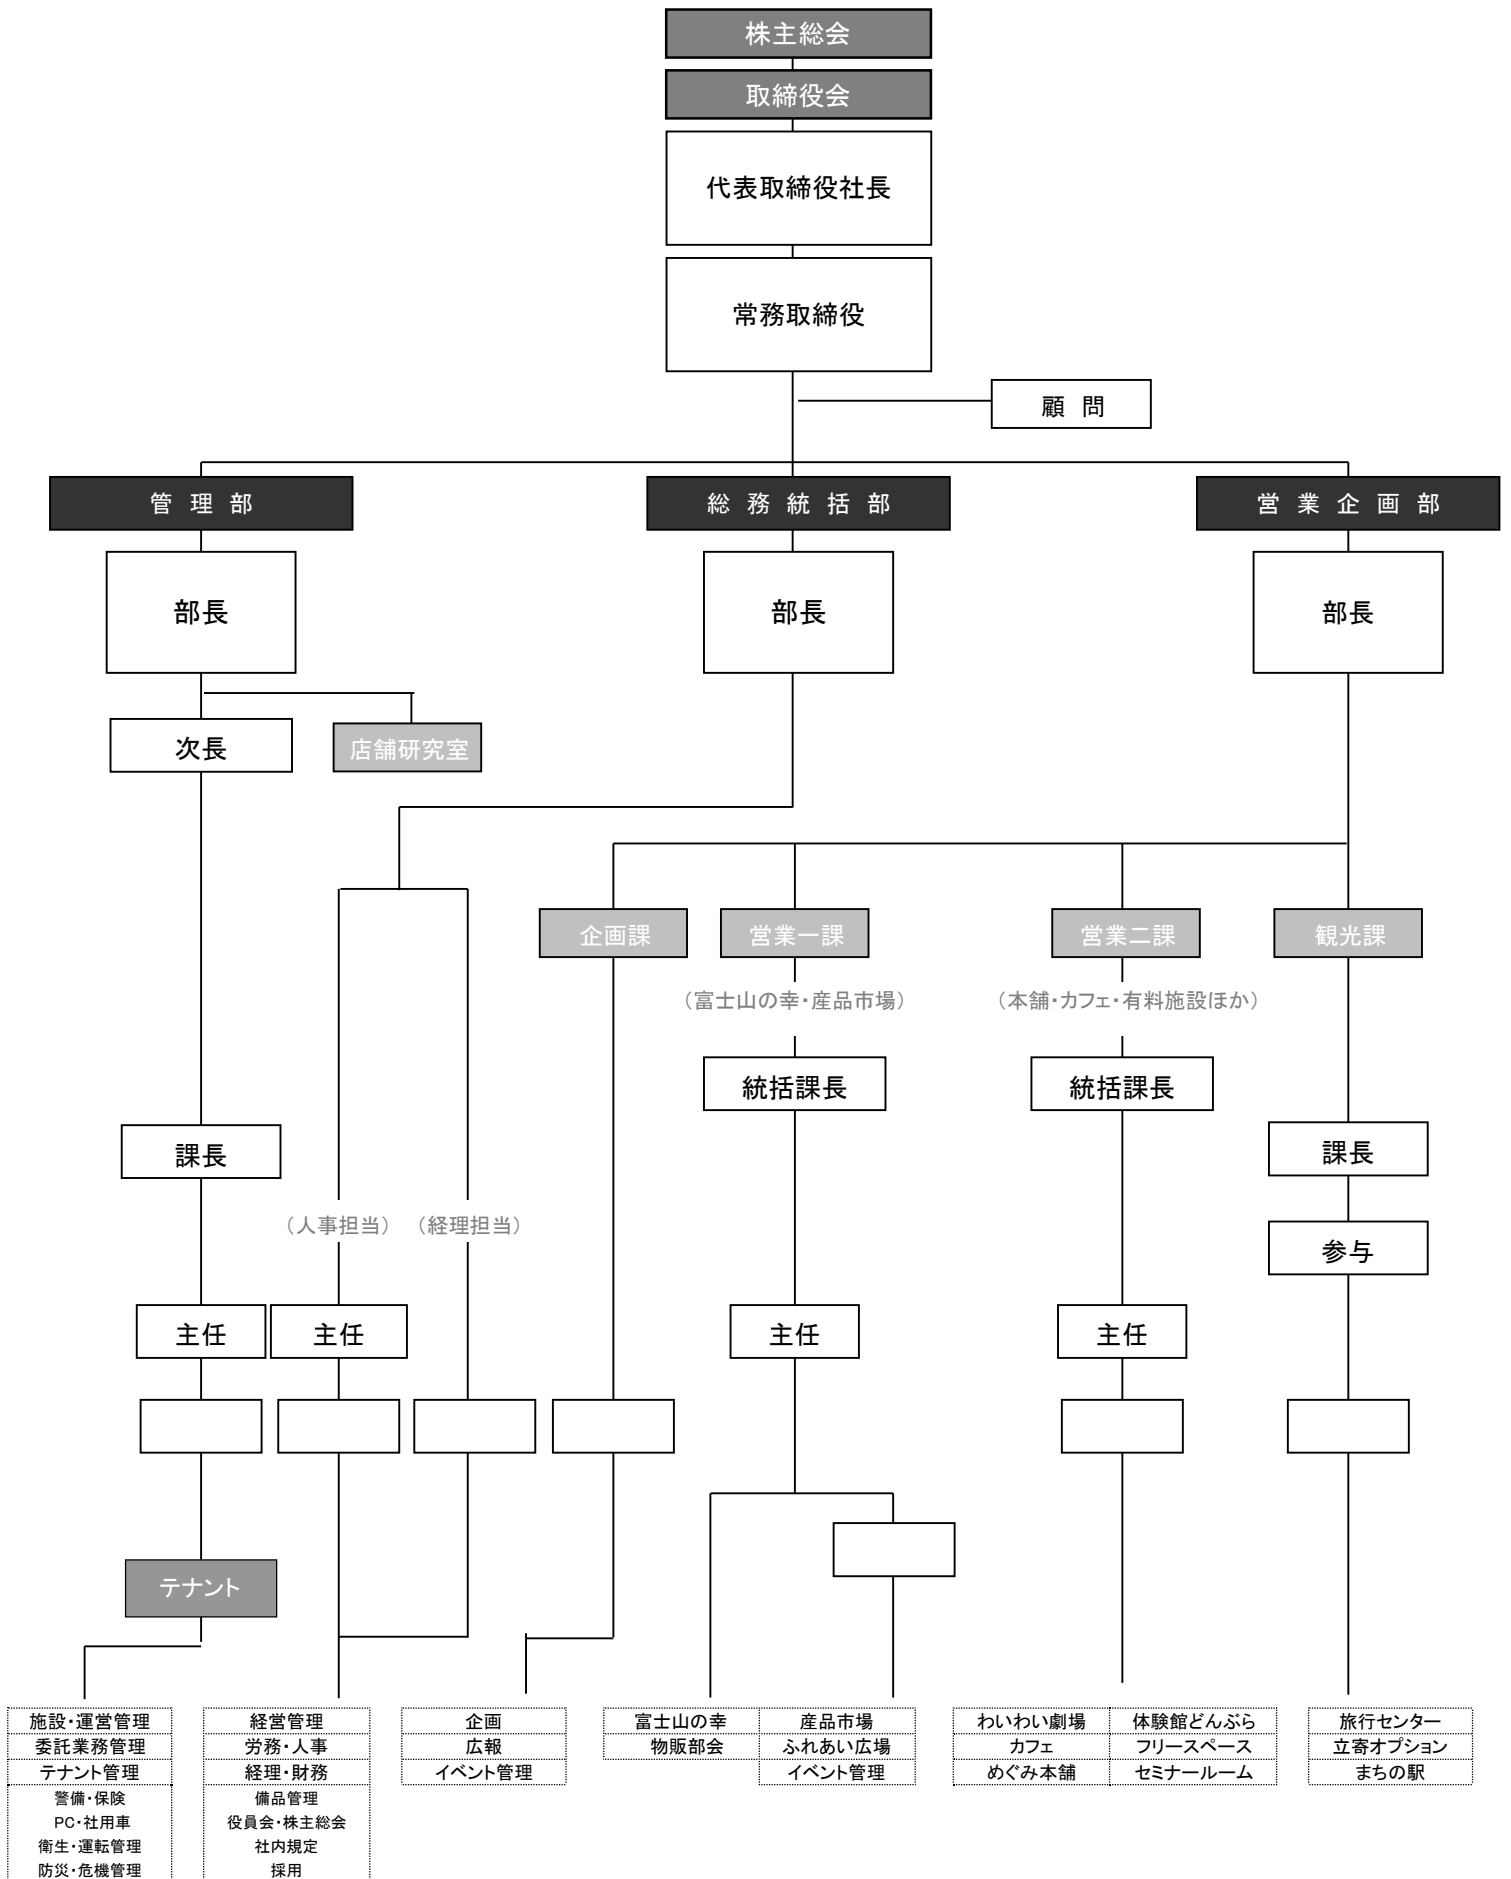 株主総会
取締役会
代表取締役社長
常務取締役
顧 問
管 理 部
総 務 統 括 部
営 業 企 画 部
部長
部長
部長
次長
店舗研究室
企画課
営業一課
営業二課
観光課
（富士山の幸・産品市場）
（本舗・カフェ・有料施設ほか）
統括課長
統括課長
課長
課長
（人事担当）
（経理担当）
参与
主任
主任
主任
主任
テナント
施設・運営管理
委託業務管理
テナント管理
警備・保険
PC・社用車
衛生・運転管理
防災・危機管理
経営管理
労務・人事
経理・財務
備品管理
役員会・株主総会
社内規定
採用
企画
広報
イベント管理
富士山の幸
物販部会
産品市場
ふれあい広場
イベント管理
わいわい劇場
カフェ
めぐみ本舗
体験館どんぶら
フリースペース
セミナールーム
旅行センター
立寄オプション
まちの駅